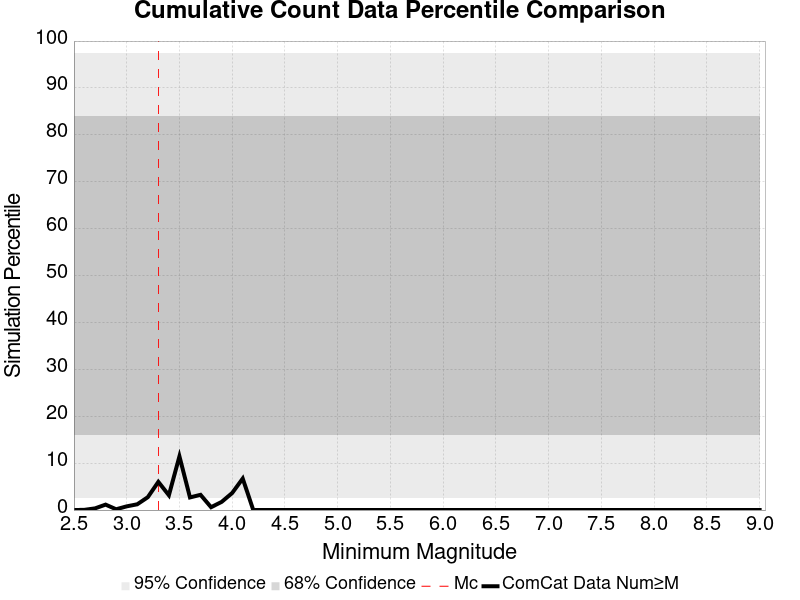 Cumulative Count Data Percentile Comparison
100
90
80
70
60
50
40
30
20
10
0
Simulation Percentile
2.5 3.0 3.5 4.0 4.5 5.0 5.5 6.0 6.5 7.0 7.5 8.0 8.5 9.0
Minimum Magnitude
95% Confidence 68% Confidence Mc ComCat Data Num≥M